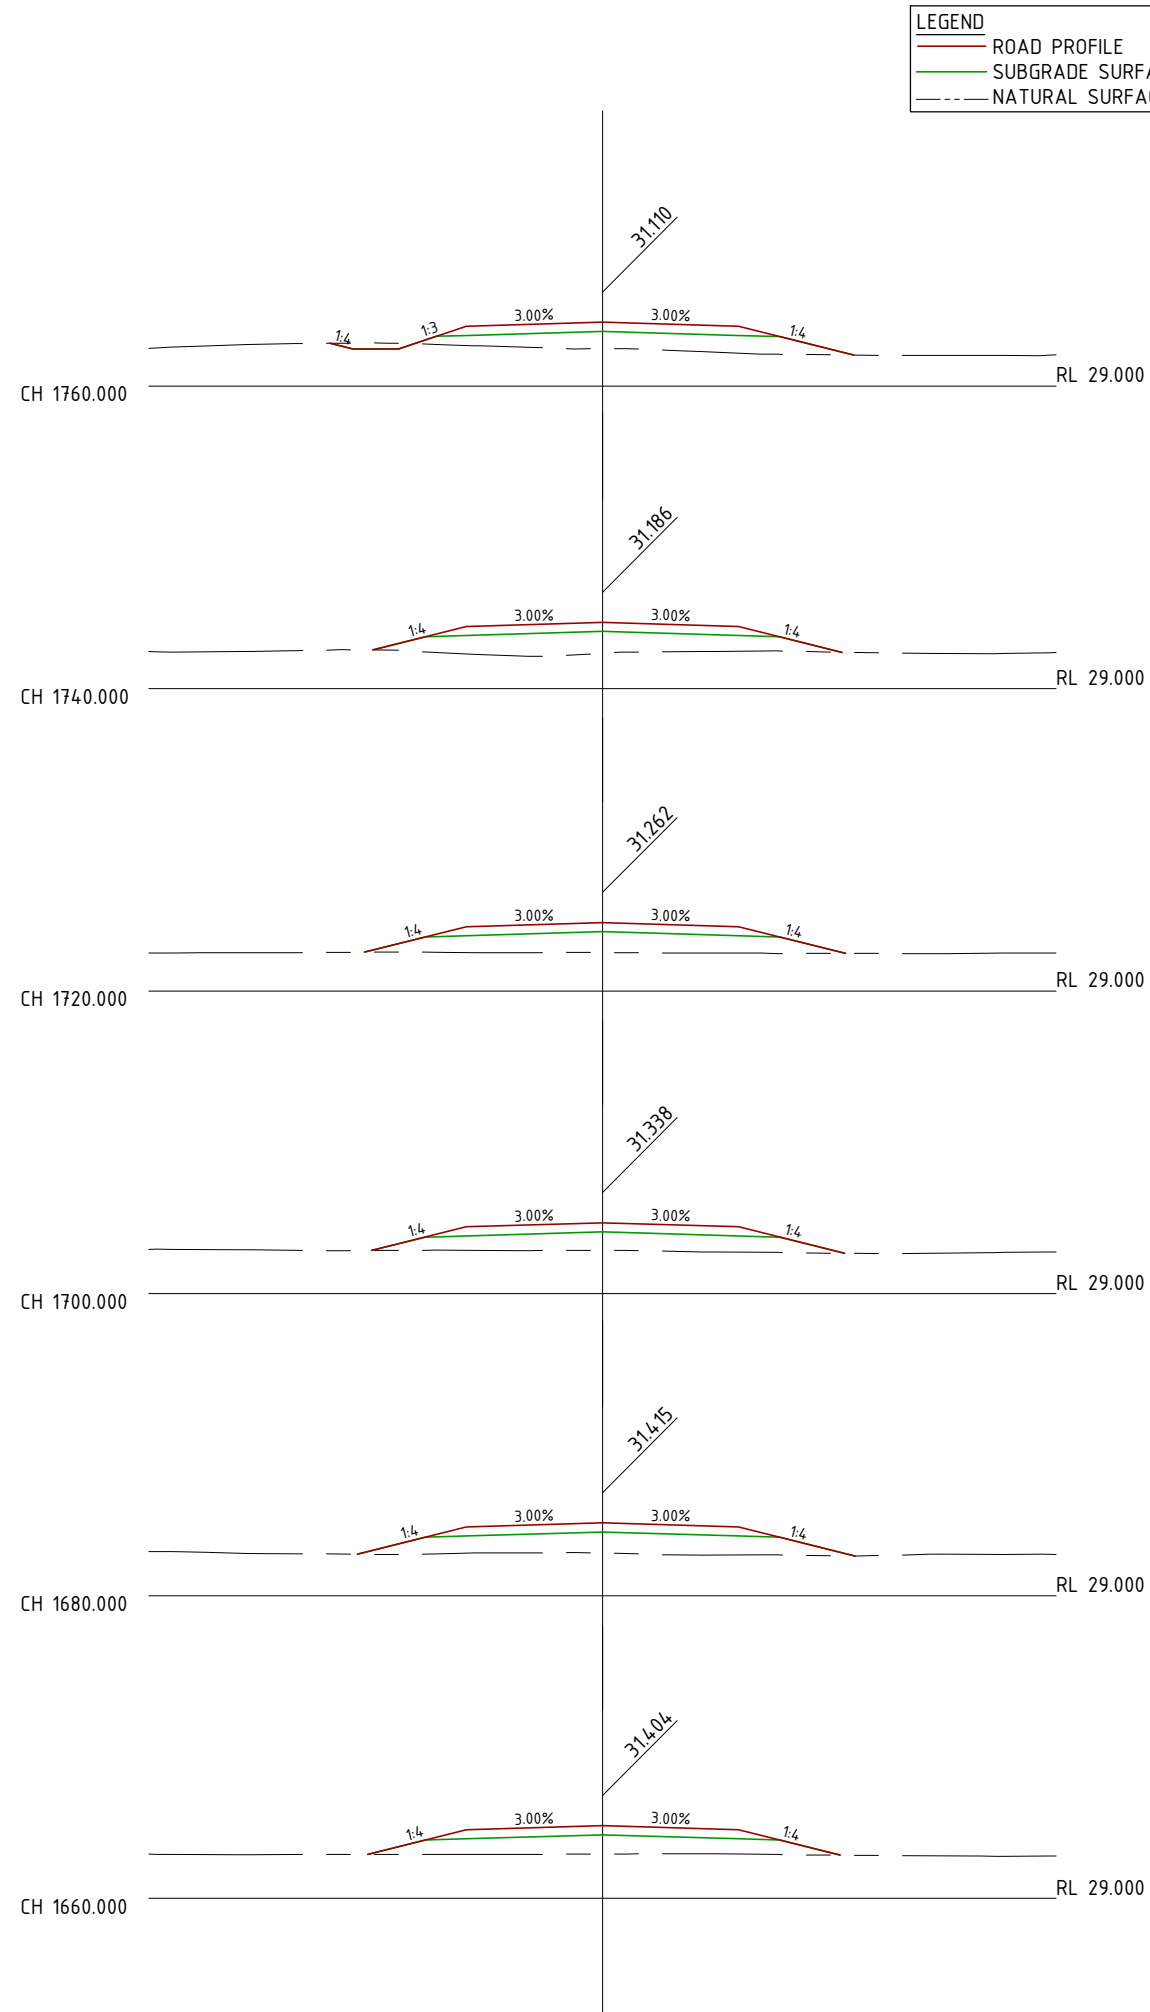 LEGEND
ROAD PROFILE
SUBGRADE SURFA
NATURAL SURFA
31.110
1:4
1:3
3.00%
3.00%
1:4
CH 1760.000
RL 29.000
31.186
1:4
3.00%
3.00%
1:4
CH 1740.000
RL 29.000
31.262
1:4
3.00%
3.00%
1:4
CH 1720.000
RL 29.000
31.338
1:4
3.00%
3.00%
1:4
CH 1700.000
RL 29.000
31.415
1:4
3.00%
3.00%
1:4
CH 1680.000
RL 29.000
31.404
1:4
3.00%
3.00%
1:4
CH 1660.000
RL 29.000